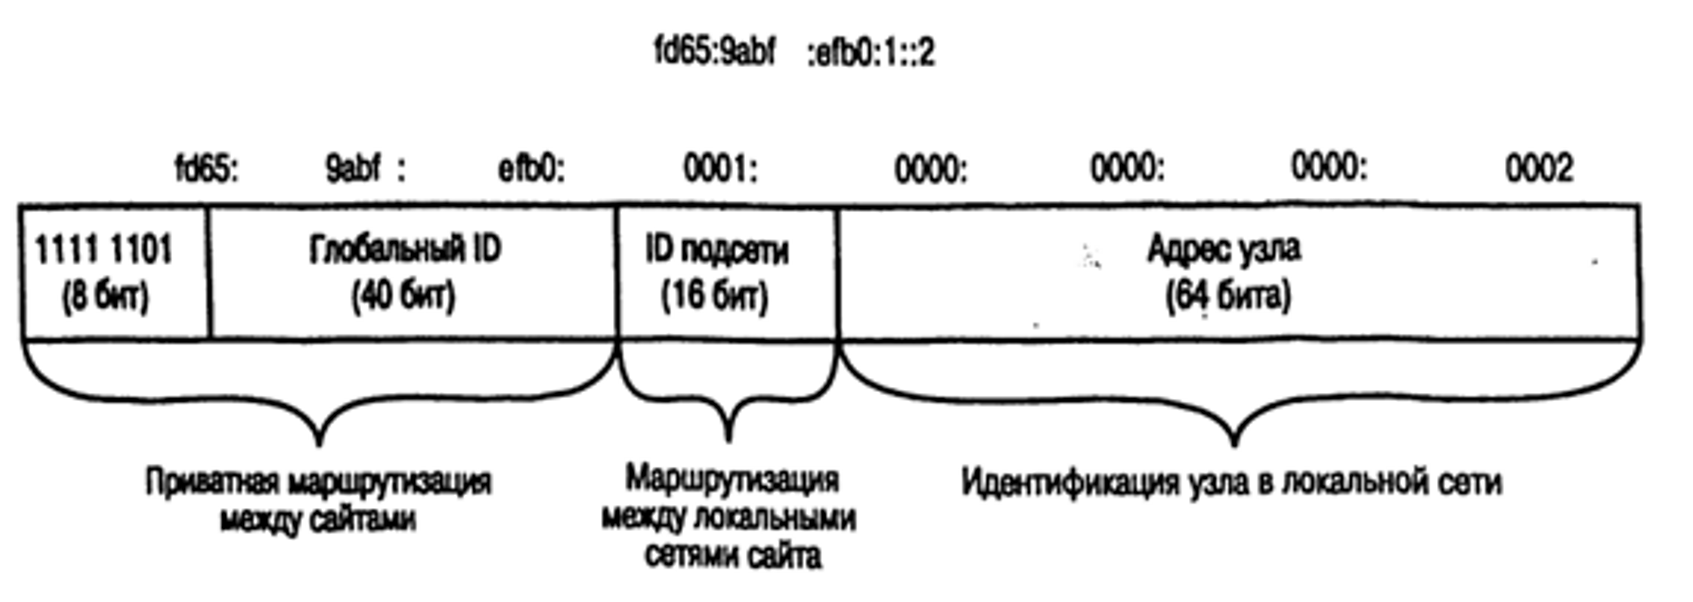 fd65:9abf :efb0:1::2
fd65: 9abf : efb0: 0001: 0000: 0000: 0000: 0002
1111 1101
(8 бит)
Глобальный ID
(40 бит)
ID подсети
(16 бит)
Адрес узла
(64 бита)
Приватная маршрутизация
между сайтами
Маршрутизация
между локальными
сетями сайта
Идентификация узла в локальной сети